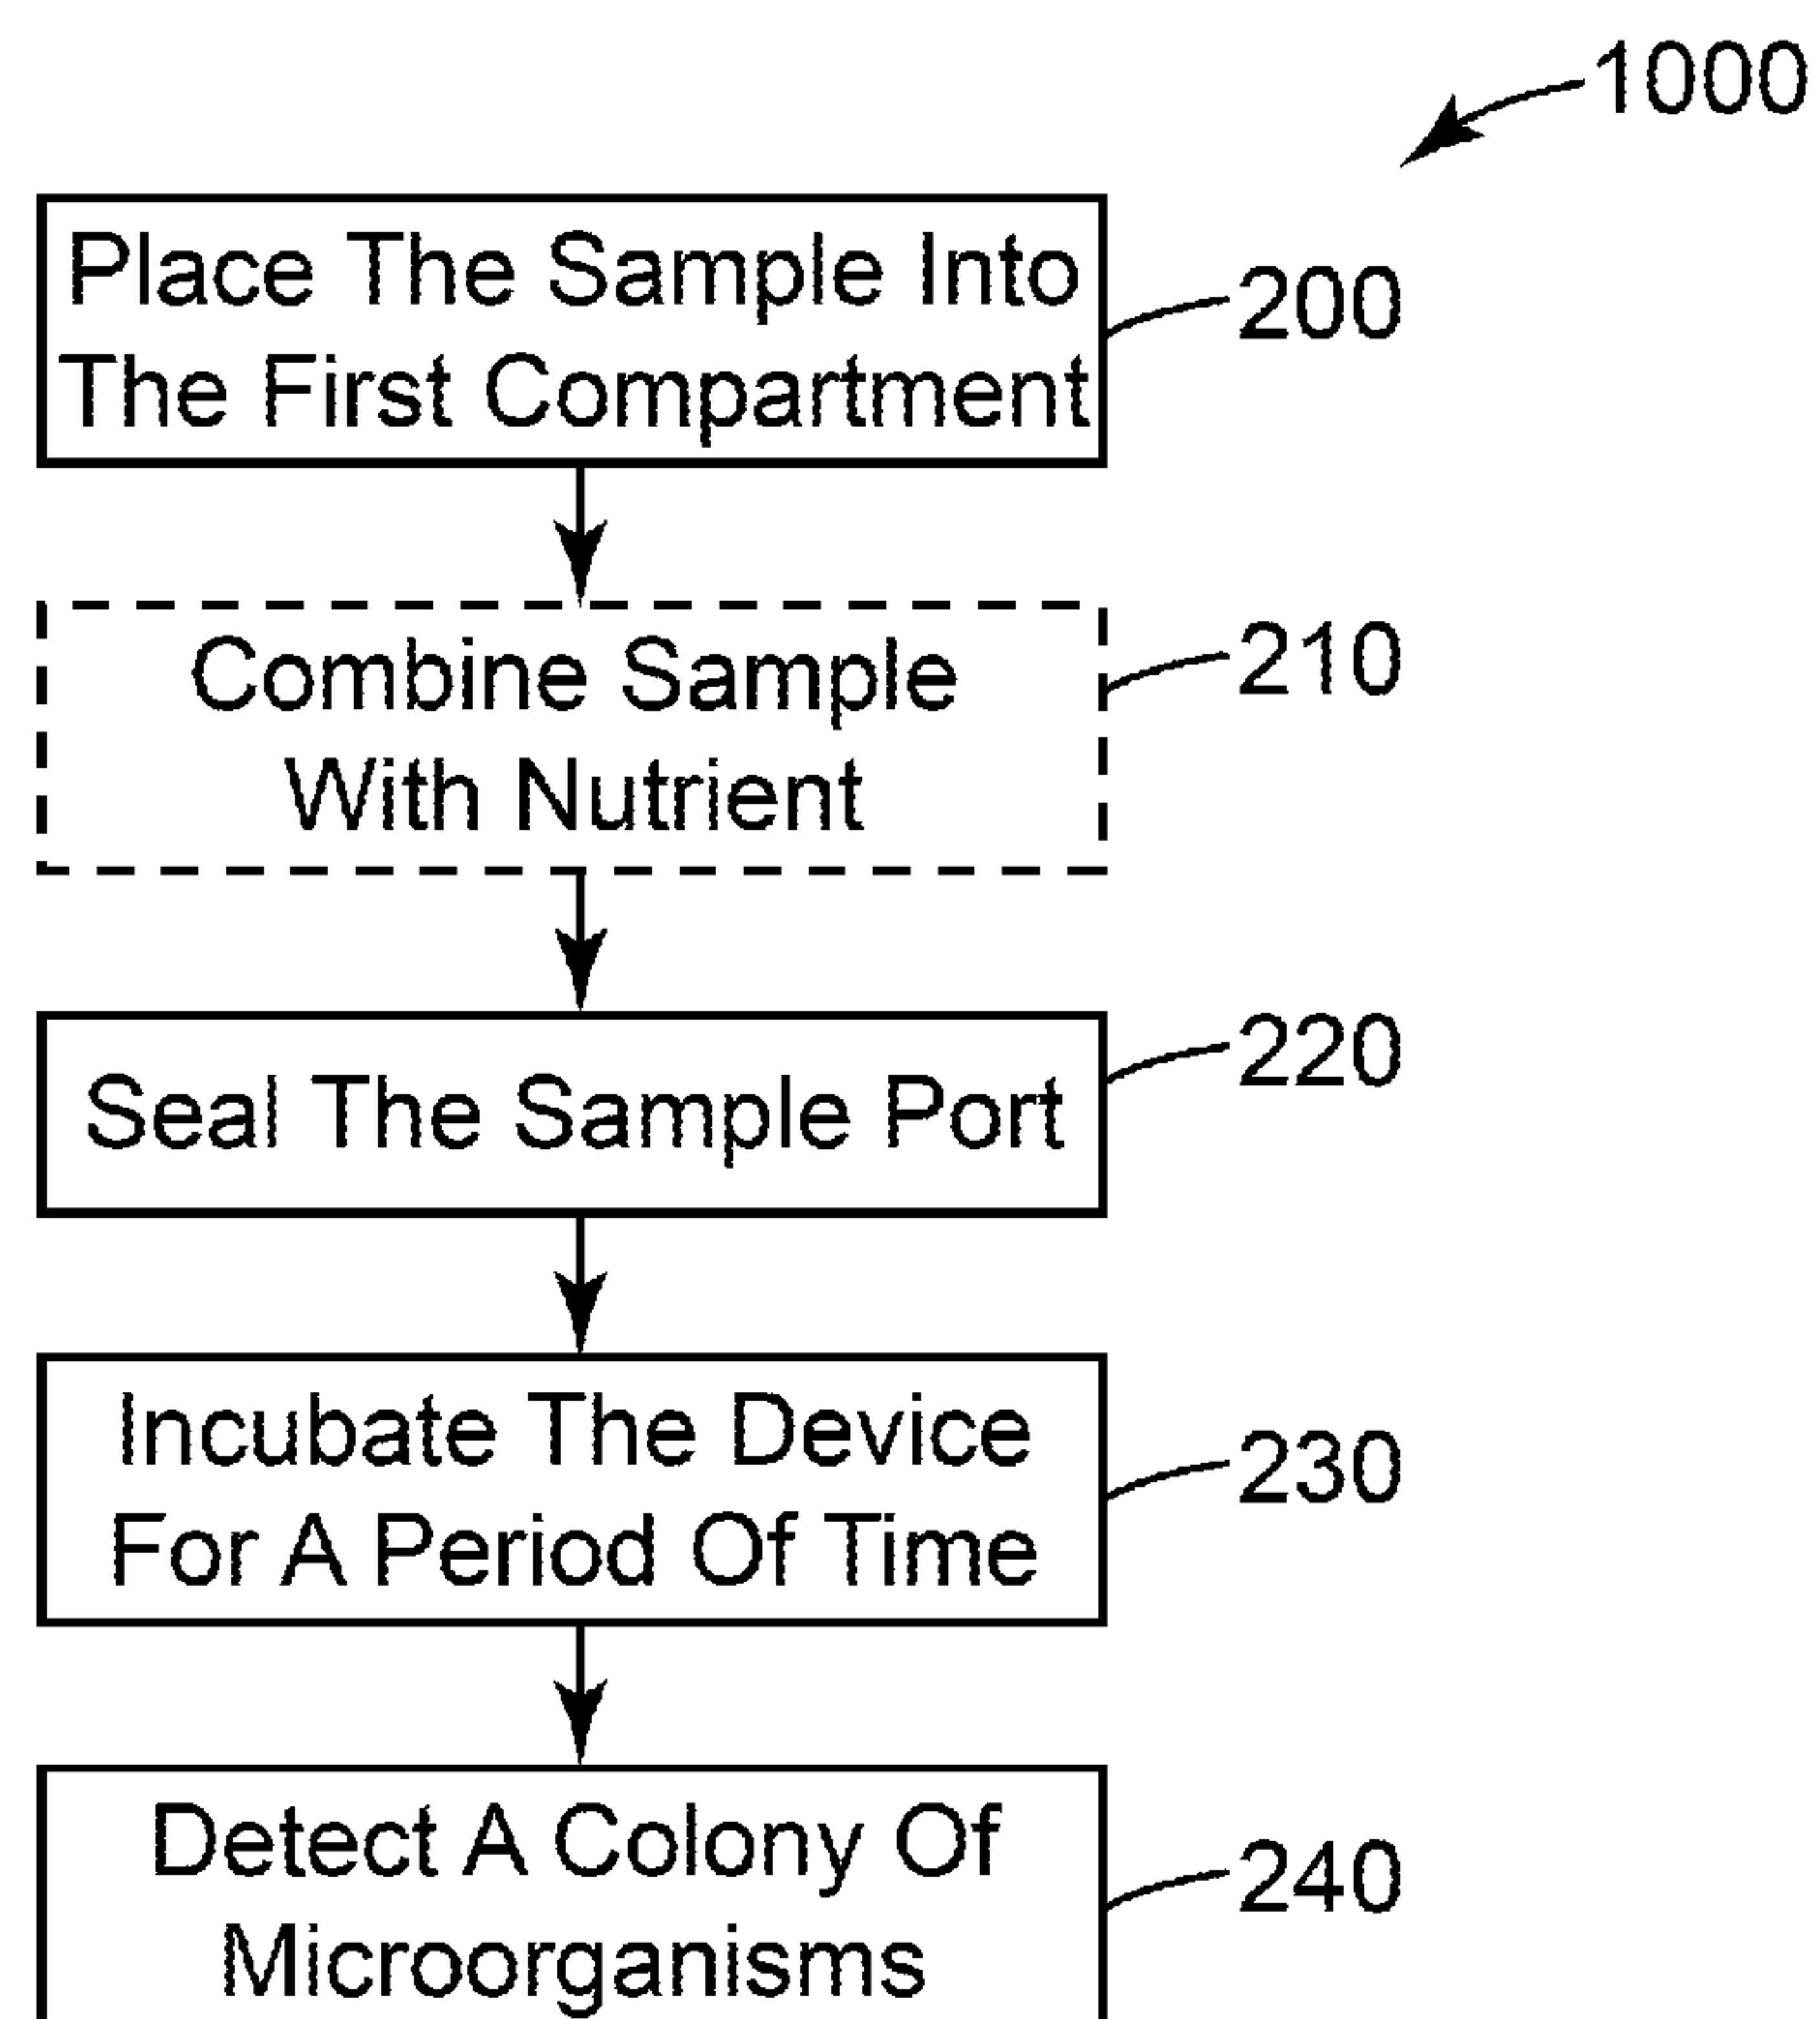 1000
Place The Sample Into
The First Compartment
200
Combine Sample
With Nutrient
210
Seal The Sample Port
220
Incubate The Device
For A Period Of Time
230
Detect A Colony Of
Microorganisms
240